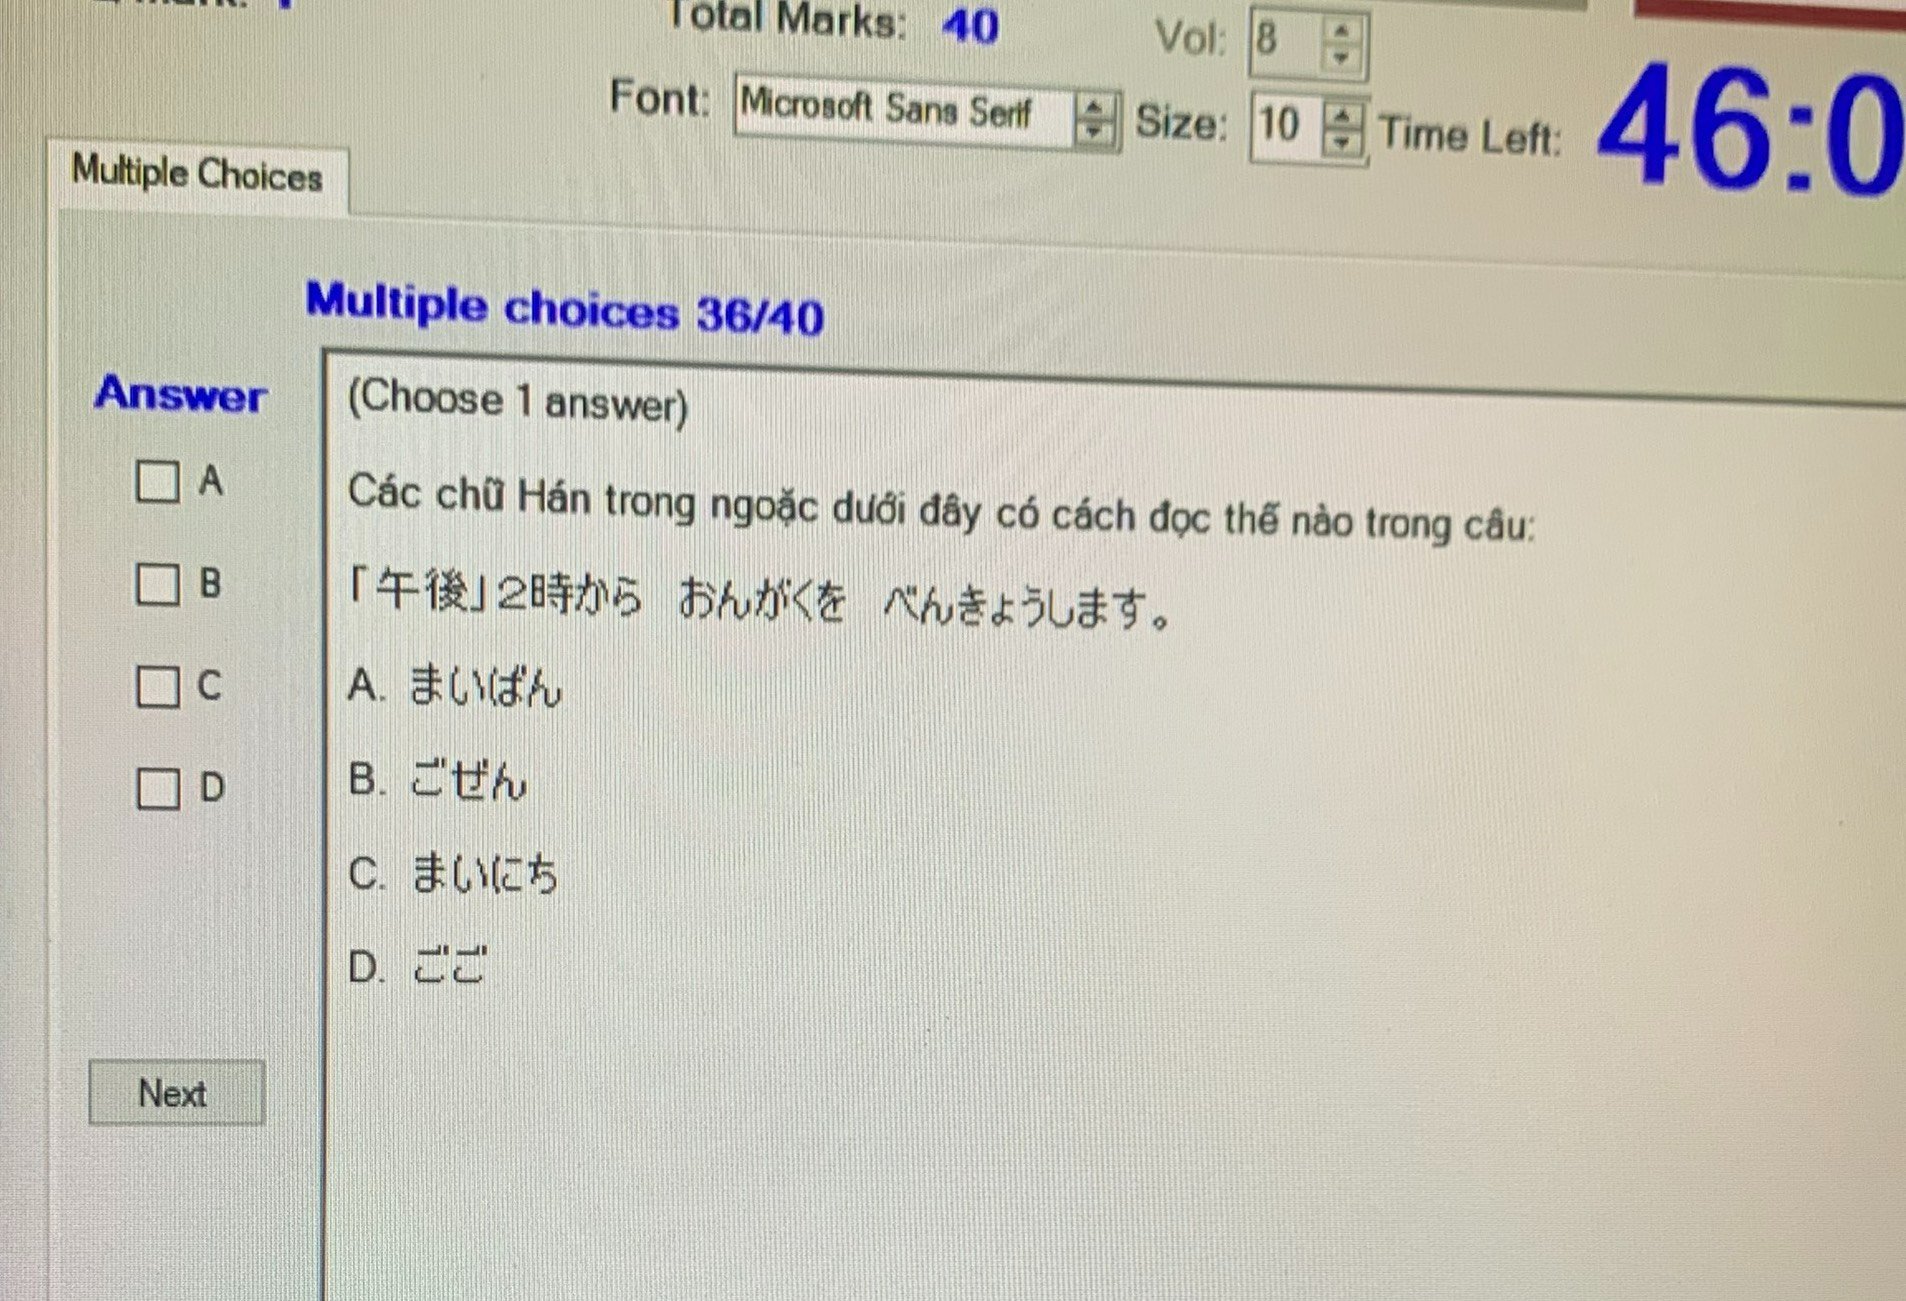 Total Marks: 40
Vol: 8
Font: Microsoft Sans Serif Size: 10 Time Left: 46:0
Multiple Choices
Multiple choices 36/40
Answer
(Choose 1 answer)
A
Các chữ Hán trong ngoặc dưới đây có cách đọc thế nào trong câu:
B
「午後」2時から おんがくを べんきょうします。
C
A. まいばん
D
B. ごぜん
C. まいにち
D. ごご
Next